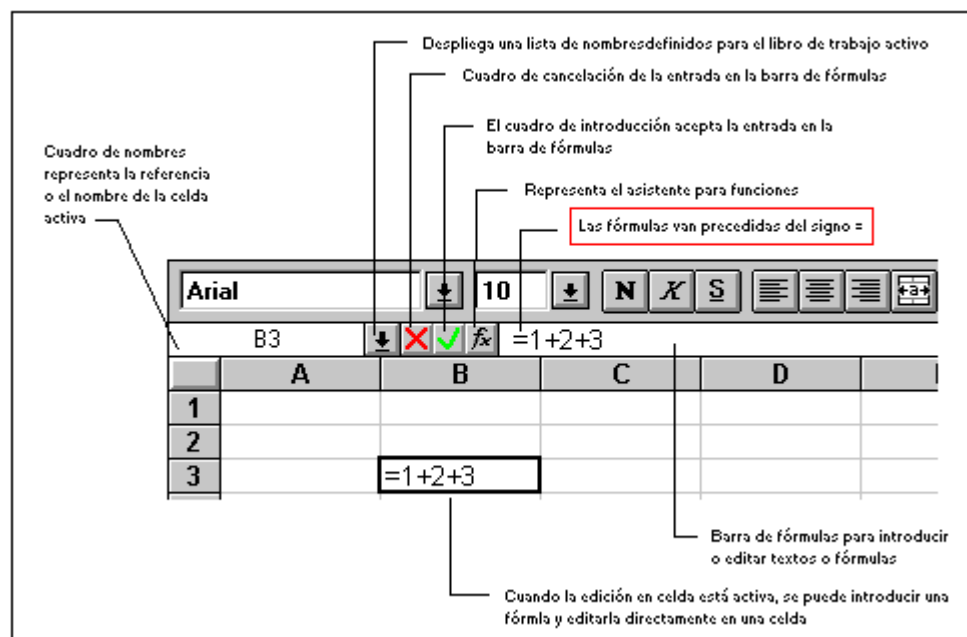 Despliega una lista de nombresdefinidos para el libro de trabajo activo
Cuadro de cancelación de la entrada en la barra de fórmulas
El cuadro de introducción acepta la entrada en la
barra de fórmulas
Cuadro de nombres
representa la referencia
o el nombre de la celda
activa
Representa el asistente para funciones
Las fórmulas van precedidas del signo =
Arial 10 N K S a
B3 fx =1+2+3
A B C D
1
2
3 =1+2+3
Barra de fórmulas para introducir
o editar textos o fórmulas
Cuando la edición en celda está activa, se puede introducir una
fórmla y editarla directamente en una celda